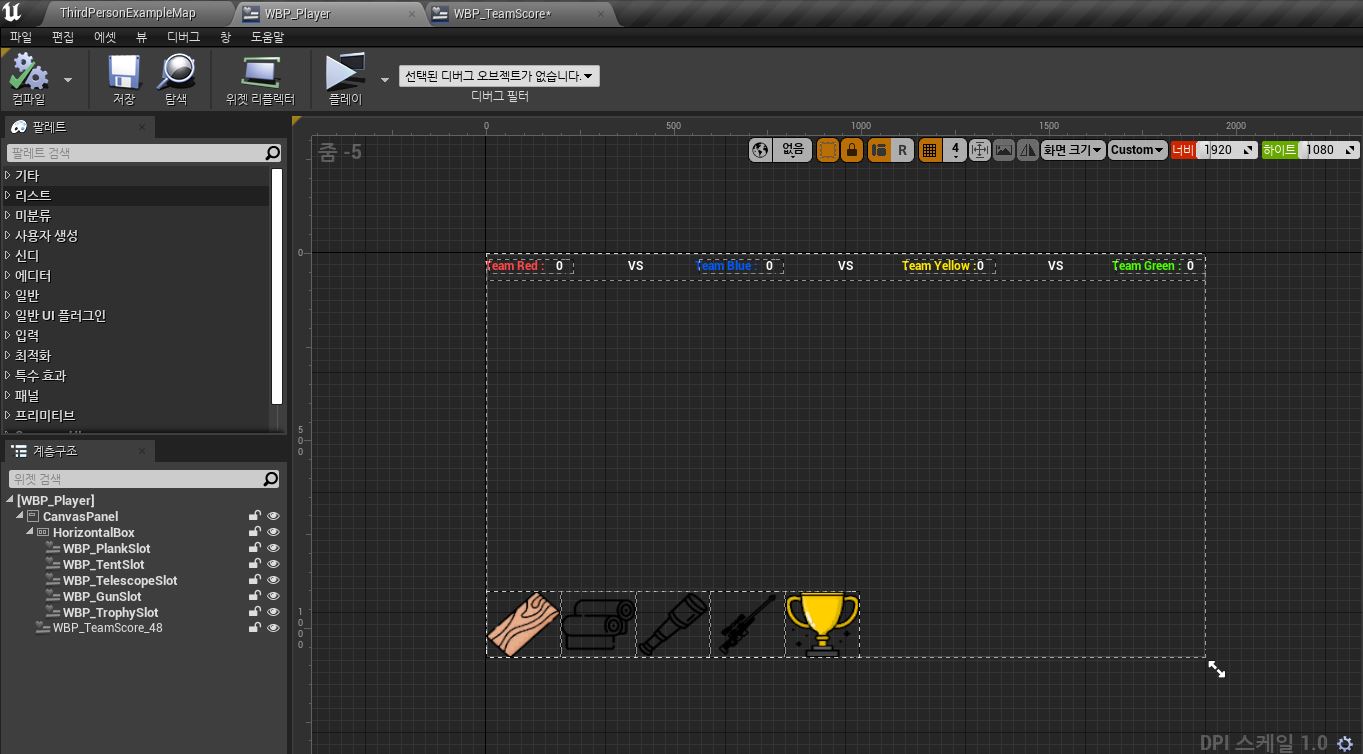 ThirdPersonExampleMap
WBP_Player
WBP_TeamScore*
파일 편집 에셋 뷰 디버그 창 도움말
컴파일 저장 탐색 위젯 리플렉터 플레이
선택된 디버그 오브젝트가 없습니다.
디버그 필터
팔레트
팔레트 검색
기타
리스트
미분류
사용자 생성
신디
에디터
일반
일반 UI 플러그인
입력
최적화
특수 효과
패널
프리미티브
계층구조
위젯 검색
[WBP_Player]
CanvasPanel
HorizontalBox
WBP_PlankSlot
WBP_TentSlot
WBP_TelescopeSlot
WBP_GunSlot
WBP_TrophySlot
WBP_TeamScore_48
0 500 1000 1500 2000
줌 -5
없음 R 4 화면 크기 Custom 너비 1920 하이트 1080
0
500
1000
Team Red : 0 VS Team Blue : 0 VS Team Yellow :0 VS Team Green : 0
DPI 스케일 1.0